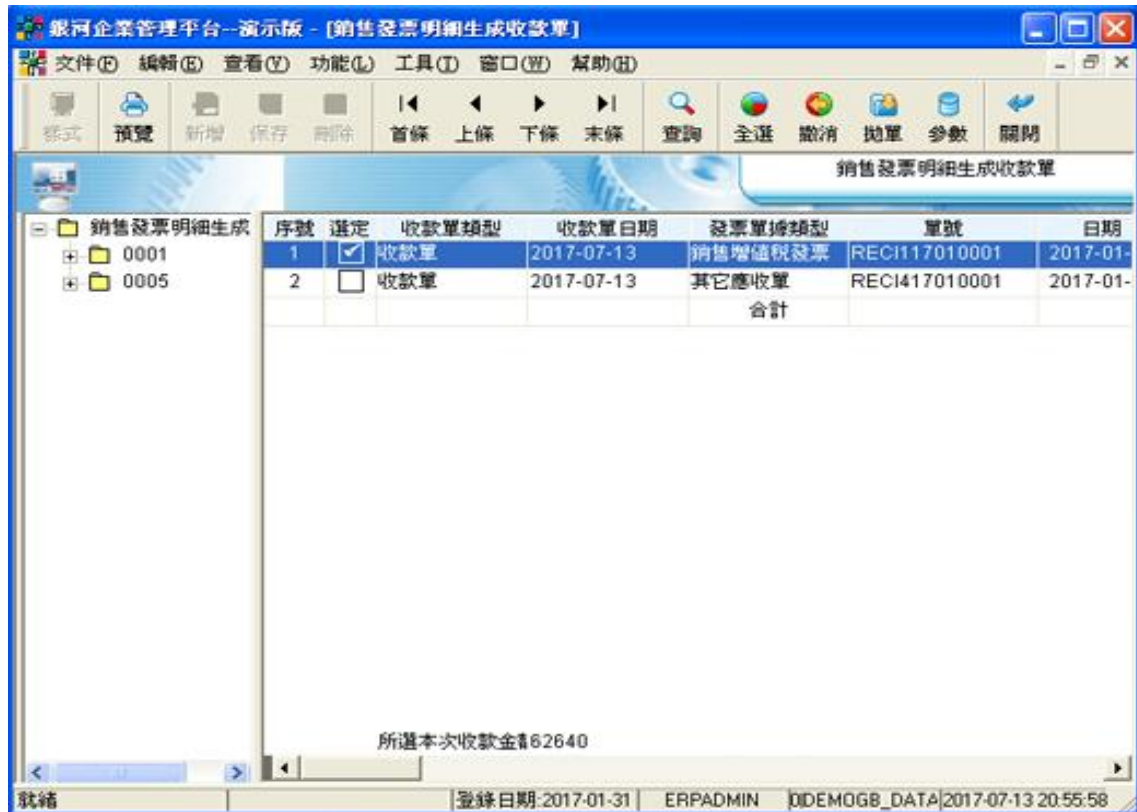 銀河企業管理平台--演示版 - [銷售發票明細生成收款單]
文件(F) 編輯(E) 查看(V) 功能(L) 工具(T) 窗口(W) 幫助(H)
樣式 預覽 新增 保存 刪除 首條 上條 下條 末條 查詢 全選 撤消 拋單 參數 關閉
銷售發票明細生成收款單
銷售發票明細生成 序號 選定 收款單類型 收款單日期 發票單據類型 單號 日期
0001 1 收款單 2017-07-13 銷售增值税發票 RECI117010001 2017-01-
0005 2 收款單 2017-07-13 其它應收單 RECI417010001 2017-01-
合計
所選本次收款金 62640
就緒 登錄日期:2017-01-31 ERPADMIN DEMOGB_DATA 2017-07-13 20:55:58